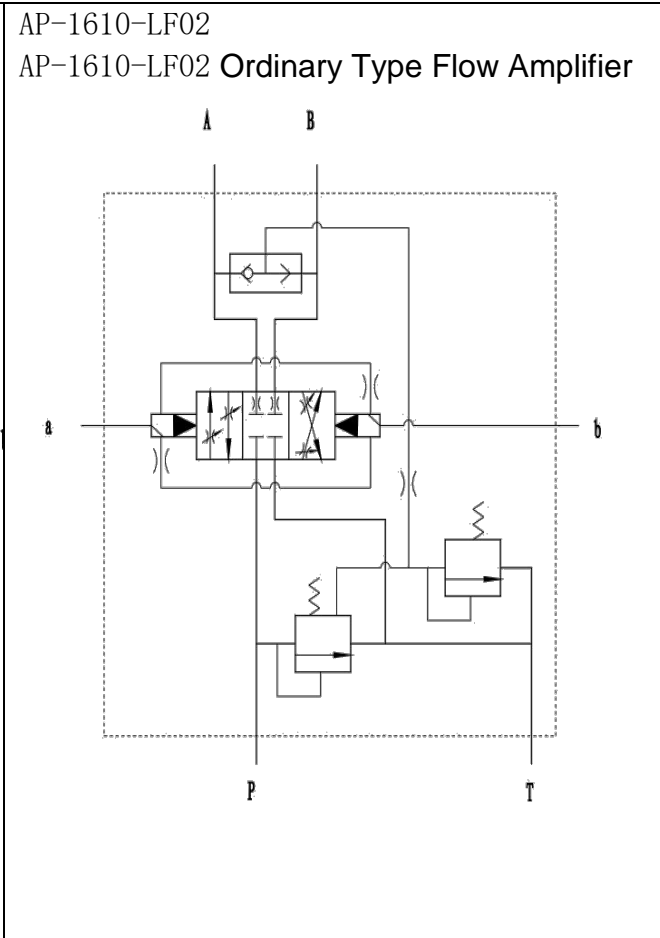 AP-1610-LF02
AP-1610-LF02 Ordinary Type Flow Amplifier
A B
a b
P T